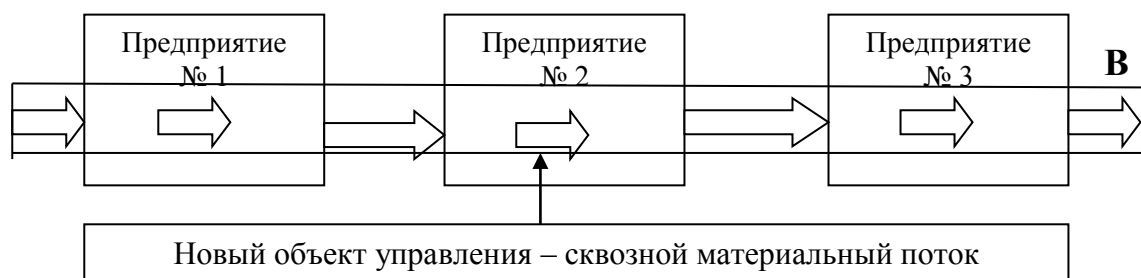 Предприятие
№ 1
Предприятие
№ 2
Предприятие
№ 3
В
Новый объект управления – сквозной материальный поток